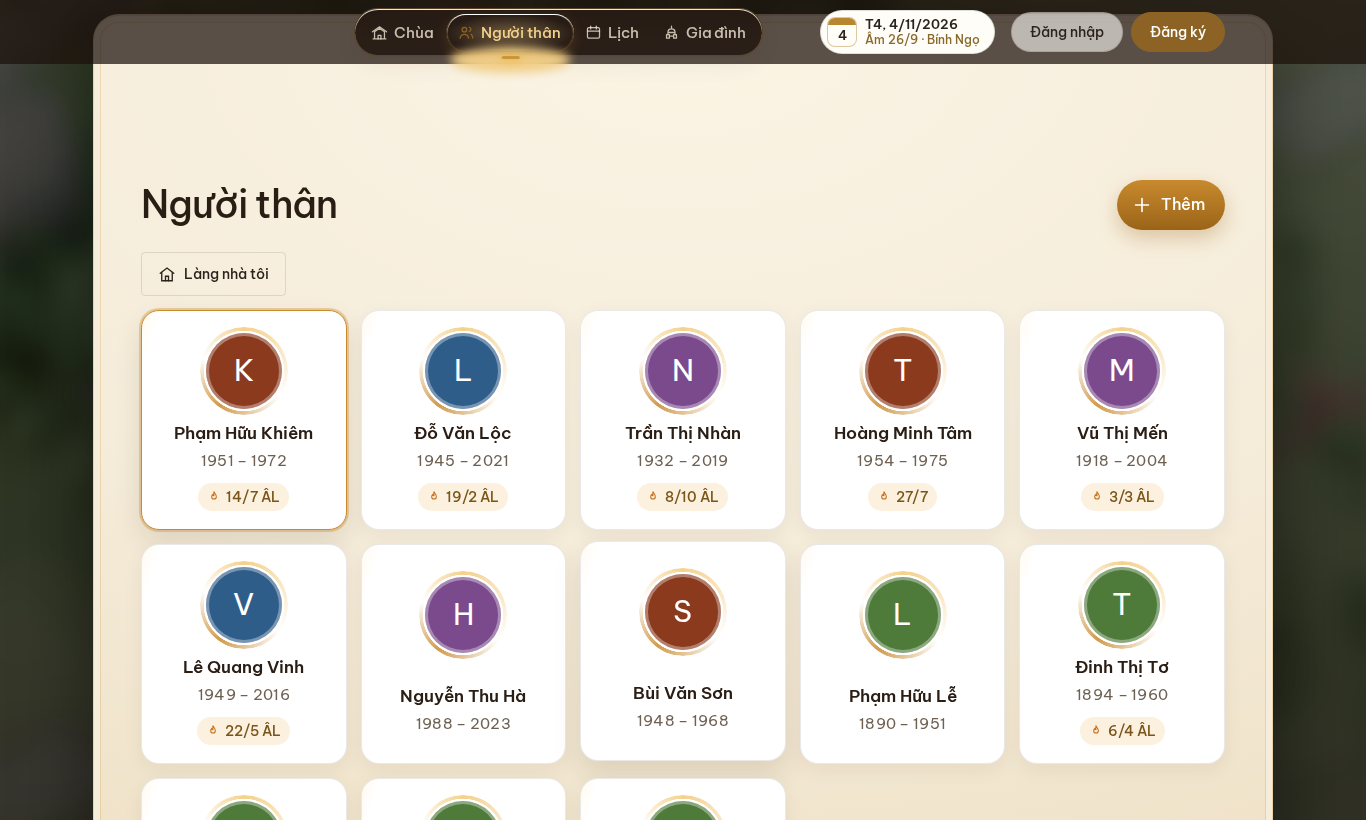 Chùa
Người thân
Lịch
Gia đình
4
T4, 4/11/2026
Âm 26/9 · Bính Ngọ
Đăng nhập
Đăng ký
Người thân
Thêm
Làng nhà tôi
K
Phạm Hữu Khiêm
1951 – 1972
14/7 ÂL
L
Đỗ Văn Lộc
1945 – 2021
19/2 ÂL
N
Trần Thị Nhàn
1932 – 2019
8/10 ÂL
T
Hoàng Minh Tâm
1954 – 1975
27/7
M
Vũ Thị Mến
1918 – 2004
3/3 ÂL
V
Lê Quang Vinh
1949 – 2016
22/5 ÂL
H
Nguyễn Thu Hà
1988 – 2023
S
Bùi Văn Sơn
1948 – 1968
L
Phạm Hữu Lễ
1890 – 1951
T
Đinh Thị Tơ
1894 – 1960
6/4 ÂL